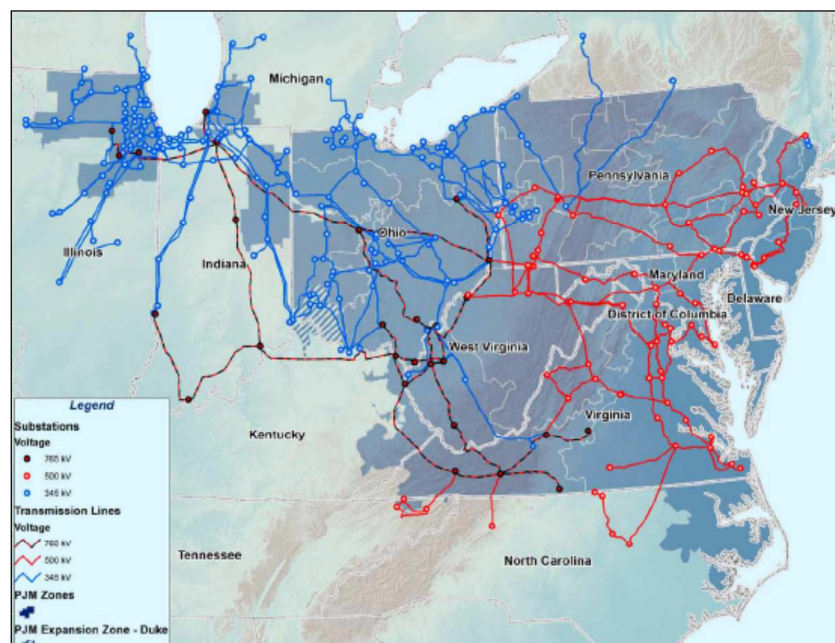 Michigan
Pennsylvania
New Jersey
Ohio
Illinois
Indiana
Maryland
Delaware
District of Columbia
West Virginia
Virginia
Kentucky
Tennessee
North Carolina
Legend
Substations
Voltage
765 kV
500 kV
345 kV
Transmission Lines
Voltage
765 kV
500 kV
345 kV
PJM Zones
PJM Expansion Zone - Duke